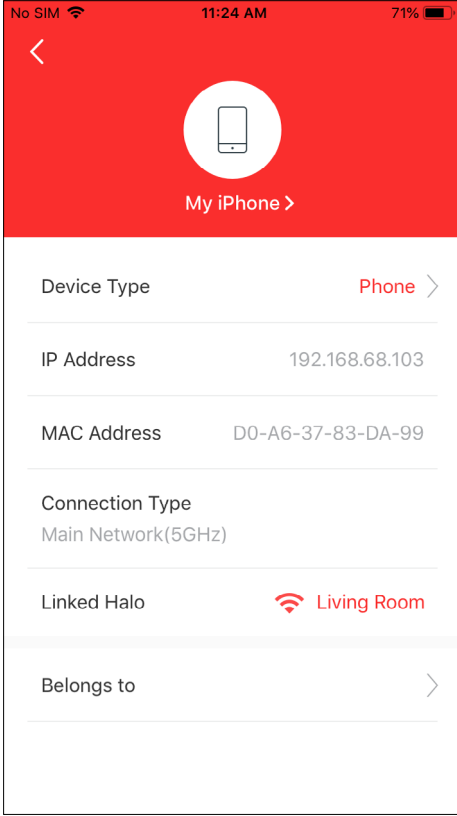 No SIM 11:24 AM 71%
My iPhone
Device Type Phone
IP Address 192.168.68.103
MAC Address D0-A6-37-83-DA-99
Connection Type
Main Network(5GHz)
Linked Halo Living Room
Belongs to